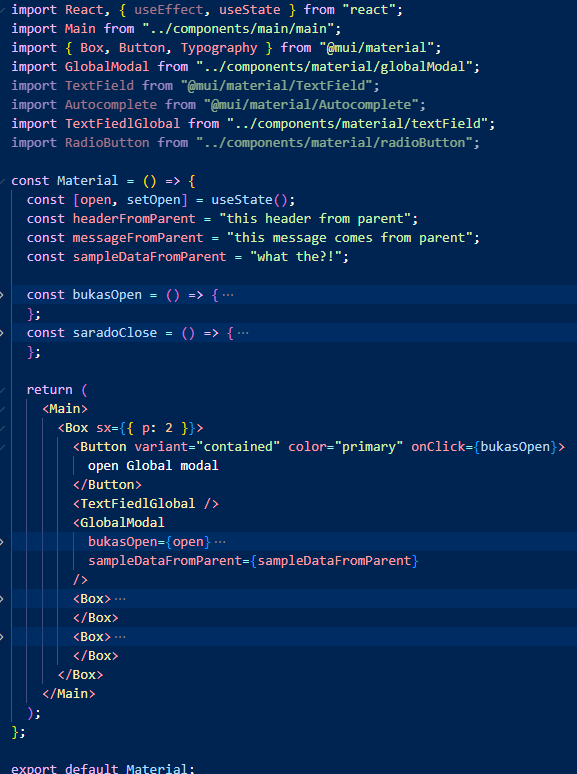 import React, { useEffect, useState } from "react";
import Main from "../components/main/main";
import { Box, Button, Typography } from "@mui/material";
import GlobalModal from "../components/material/globalModal";
import TextField from "@mui/material/TextField";
import Autocomplete from "@mui/material/Autocomplete";
import TextFiedlGlobal from "../components/material/textField";
import RadioButton from "../components/material/radioButton";
const Material = () => {
const [open, setOpen] = useState();
const headerFromParent = "this header from parent";
const messageFromParent = "this message comes from parent";
const sampleDataFromParent = "what the?!";
const bukasOpen = () => {···
};
const saradoClose = () => {···
};
return (
<Main>
<Box sx={{ p: 2 }}>
<Button variant="contained" color="primary" onClick={bukasOpen}>
open Global modal
</Button>
<TextFiedlGlobal />
<GlobalModal
bukasOpen={open}···
sampleDataFromParent={sampleDataFromParent}
/>
<Box>···
</Box>
<Box>···
</Box>
</Box>
</Main>
);
};
export default Material;